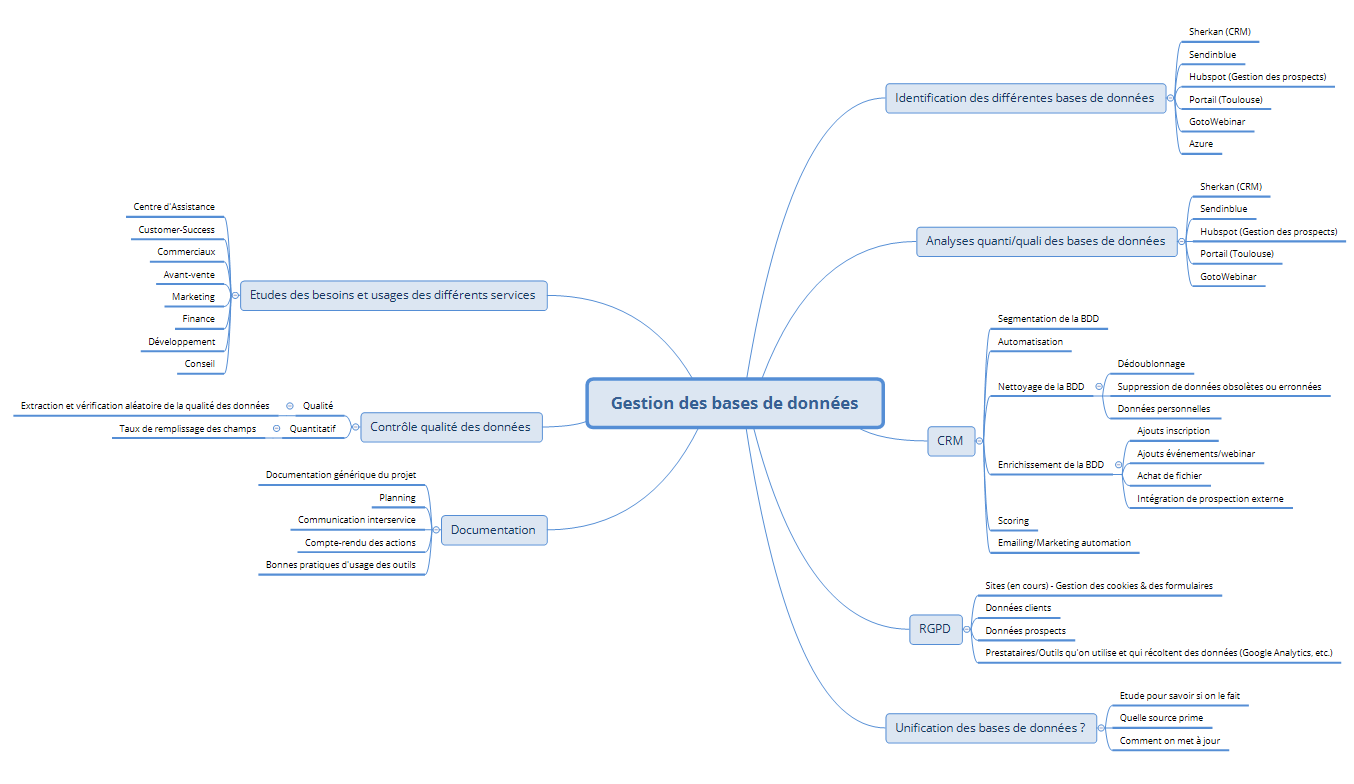 Gestion des bases de données
Identification des différentes bases de données
Sherkan (CRM)
Sendinblue
Hubspot (Gestion des prospects)
Portail (Toulouse)
GotoWebinar
Azure
Analyses quanti/quali des bases de données
Sherkan (CRM)
Sendinblue
Hubspot (Gestion des prospects)
Portail (Toulouse)
GotoWebinar
CRM
Segmentation de la BDD
Automatisation
Nettoyage de la BDD
Dédoublonnage
Suppression de données obsolètes ou erronnées
Données personnelles
Enrichissement de la BDD
Ajouts inscription
Ajouts événements/webinar
Achat de fichier
Intégration de prospection externe
Scoring
Emailing/Marketing automation
RGPD
Sites (en cours) - Gestion des cookies & des formulaires
Données clients
Données prospects
Prestataires/Outils qu'on utilise et qui récoltent des données (Google Analytics, etc.)
Unification des bases de données ?
Etude pour savoir si on le fait
Quelle source prime
Comment on met à jour
Etudes des besoins et usages des différents services
Centre d'Assistance
Customer-Success
Commerciaux
Avant-vente
Marketing
Finance
Développement
Conseil
Contrôle qualité des données
Qualité
Extraction et vérification aléatoire de la qualité des données
Quantitatif
Taux de remplissage des champs
Documentation
Documentation générique du projet
Planning
Communication interservice
Compte-rendu des actions
Bonnes pratiques d'usage des outils